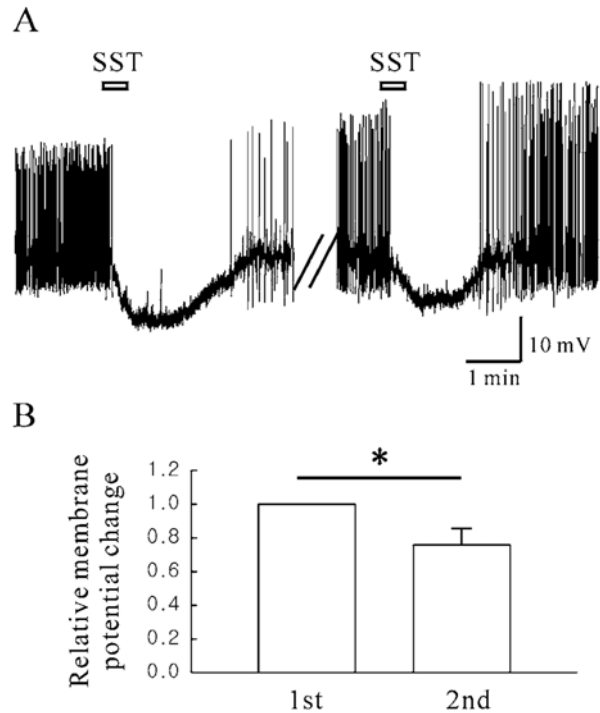 A
SST SST
10 mV
1 min
B
Relative membrane
potential change
*
1.2
1.0
0.8
0.6
0.4
0.2
0.0
1st 2nd